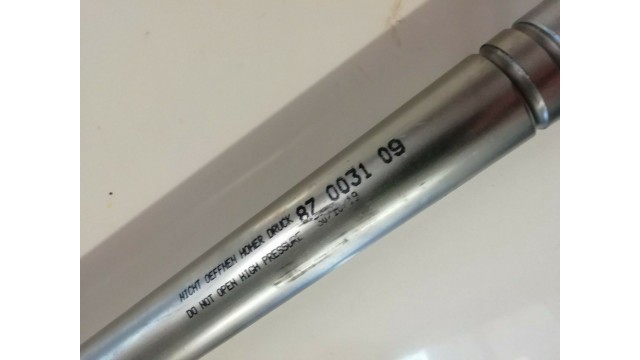 NICHT OEFFNEN HOHER DRUCK 87 0031 09
DO NOT OPEN HIGH PRESSURE